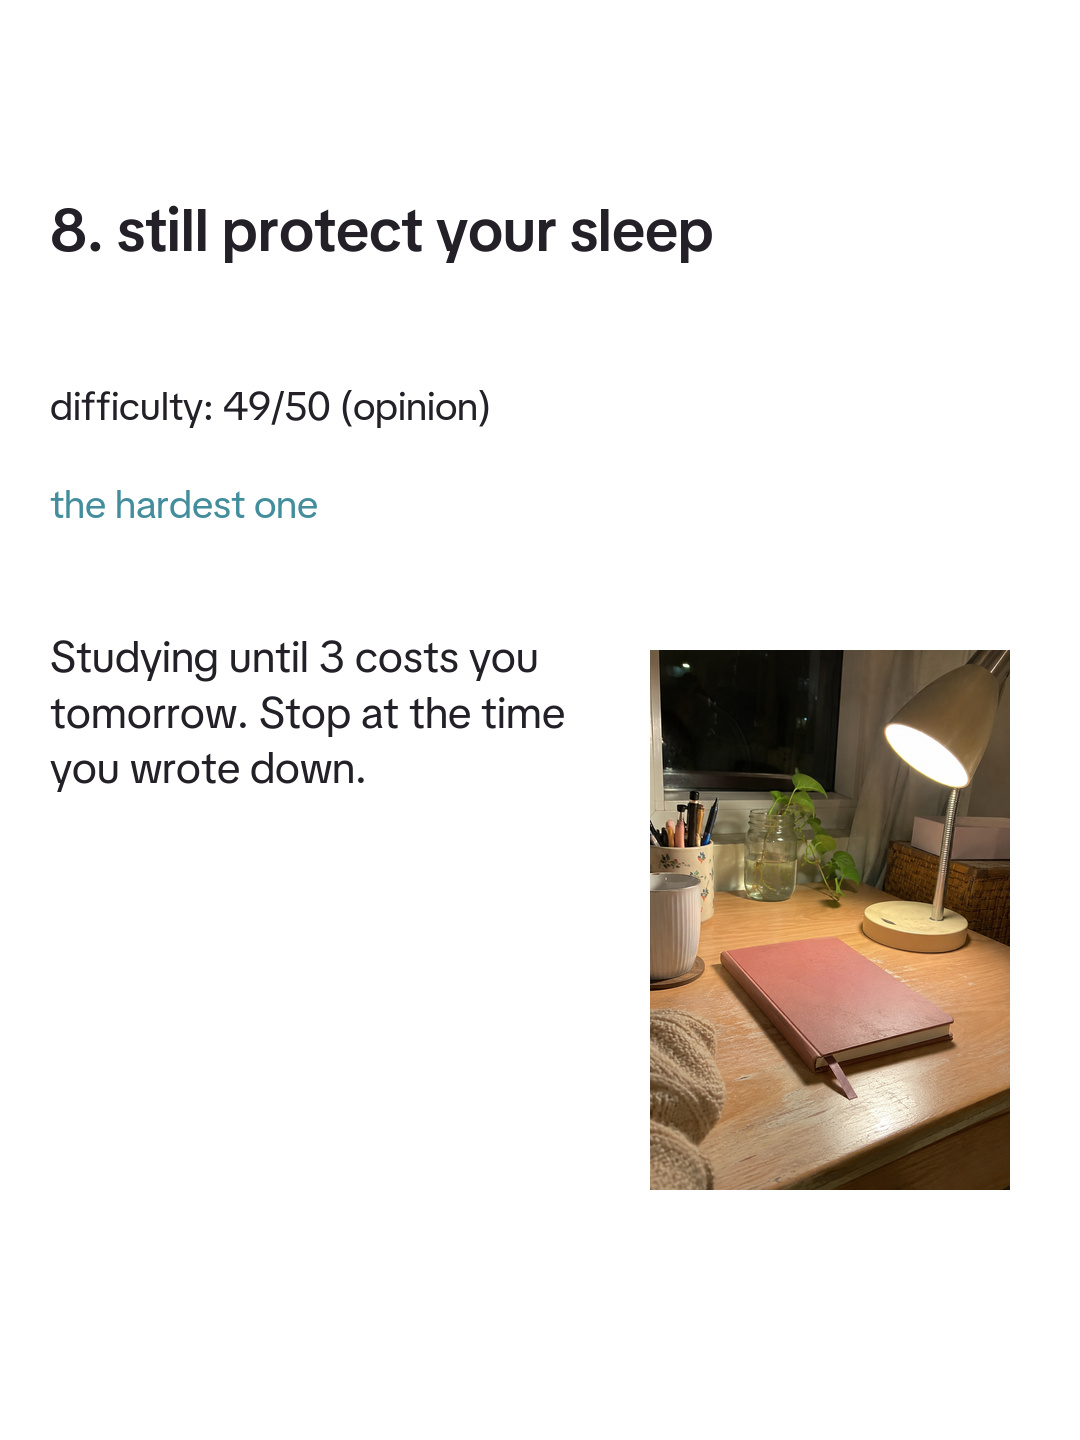 8. still protect your sleep
difficulty: 49/50 (opinion)
the hardest one
Studying until 3 costs you
tomorrow. Stop at the time
you wrote down.